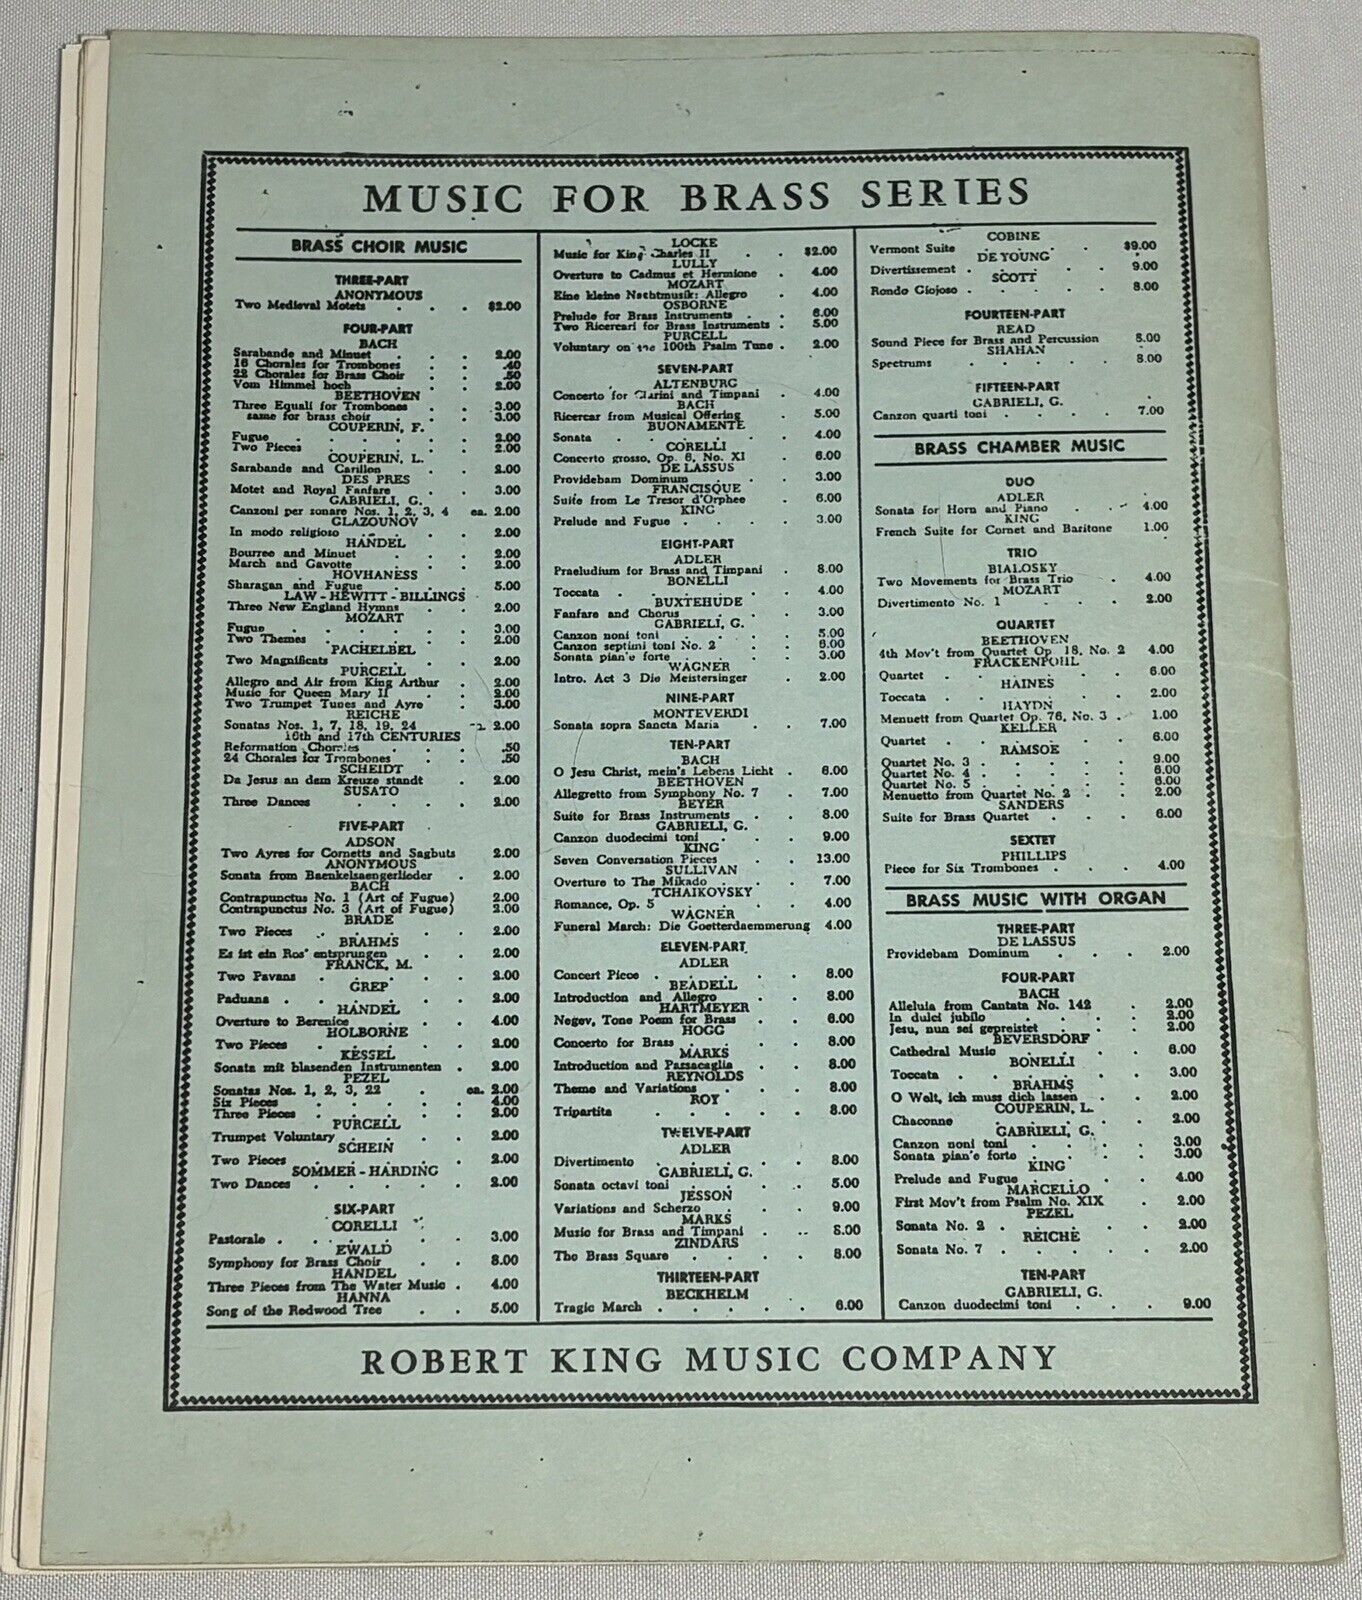 MUSIC FOR BRASS SERIES
BRASS CHOIR MUSIC
THREE-PART
ANONYMOUS
Two Medieval Motets . . . $2.00
FOUR-PART
BACH
Sarabande and Minuet . . . 2.00
16 Chorales for Trombones . . .40
22 Chorales for Brass Choir . . .50
Vom Himmel hoch . . . 2.00
BEETHOVEN
Three Equali for Trombones . . 3.00
same for brass choir . . 3.00
COUPERIN, F.
Fugue . . . . . 2.00
Two Pieces . . . . 2.00
COUPERIN, L.
Sarabande and Carillon . . 2.00
DES PRES
Motet and Royal Fanfare . . 3.00
GABRIELI, G.
Canzoni per sonare Nos. 1, 2, 3, 4 ea. 2.00
GLAZOUNOV
In modo religioso . . . 2.00
HANDEL
Bourree and Minuet . . . 2.00
March and Gavotte . . . 2.00
HOVHANESS
Sharagan and Fugue . . . 5.00
LAW - HEWITT - BILLINGS
Three New England Hymns . . 2.00
MOZART
Fugue . . . . . . 3.00
Two Themes . . . . . 2.00
PACHELBEL
Two Magnificats . . . . 2.00
PURCELL
Allegro and Air from King Arthur . 2.00
Music for Queen Mary II . . 2.00
Two Trumpet Tunes and Ayre . 3.00
REICHE
Sonatas Nos. 1, 7, 18, 19, 24 2.00
16th and 17th CENTURIES
Reformation Chorales . . . .50
24 Chorales for Trombones . . .50
SCHEIDT
Da Jesus an dem Kreuze standt . 2.00
SUSATO
Three Dances . . . . 2.00
FIVE-PART
ADSON
Two Ayres for Cornetts and Sagbuts 2.00
ANONYMOUS
Sonata from Baenkelsaengerlieder . 2.00
BACH
Contrapunctus No. 1 (Art of Fugue) 2.00
Contrapunctus No. 3 (Art of Fugue) 2.00
BRADE
Two Pieces . . . . . 2.00
BRAHMS
Es ist ein Ros' entsprungen . . 2.00
FRANCK, M.
Two Pavans . . . . . 2.00
GREP
Paduana . . . . . . 2.00
HANDEL
Overture to Berenice . . . 4.00
HOLBORNE
Two Pieces . . . . . 2.00
KESSEL
Sonata mit blasenden Instrumenten . 2.00
PEZEL
Sonatas Nos. 1, 2, 3, 22 . ea. 2.00
Six Pieces . . . . . 4.00
Three Pieces . . . . . 2.00
PURCELL
Trumpet Voluntary . . . . 2.00
SCHEIN
Two Pieces . . . . . 2.00
SOMMER - HARDING
Two Dances . . . . . 2.00
SIX-PART
CORELLI
Pastorale . . . . . 3.00
EWALD
Symphony for Brass Choir . . 8.00
HANDEL
Three Pieces from The Water Music . 4.00
HANNA
Song of the Redwood Tree . . 5.00
LOCKE
Music for King Charles II . . $2.00
LULLY
Overture to Cadmus et Hermione . 4.00
MOZART
Eine kleine Nachtmusik: Allegro . 4.00
OSBORNE
Prelude for Brass Instruments . . 6.00
Two Ricercari for Brass Instruments . 5.00
PURCELL
Voluntary on the 100th Psalm Tune . 2.00
SEVEN-PART
ALTENBURG
Concerto for Clarini and Timpani . 4.00
BACH
Ricercar from Musical Offering 5.00
BUONAMENTE
Sonata . . . . . . 4.00
CORELLI
Concerto grosso, Op. 6, No. XI . 6.00
DE LASSUS
Providebam Dominum . . . 3.00
FRANCISQUE
Suite from Le Tresor d'Orphee . 6.00
KING
Prelude and Fugue . . . . 3.00
EIGHT-PART
ADLER
Praeludium for Brass and Timpani . 8.00
BONELLI
Toccata . . . . . . 4.00
BUXTEHUDE
Fanfare and Chorus . . . 3.00
GABRIELI, G.
Canzon noni toni . . . . 5.00
Canzon septimi toni No. 2 . . 6.00
Sonata pian'e forte . . . . 3.00
WAGNER
Intro. Act 3 Die Meistersinger . 2.00
NINE-PART
MONTEVERDI
Sonata sopra Sancta Maria . . 7.00
TEN-PART
BACH
O Jesu Christ, mein's Lebens Licht . 6.00
BEETHOVEN
Allegretto from Symphony No. 7 . 7.00
BEYER
Suite for Brass Instruments . . 8.00
GABRIELI, G.
Canzon duodecimi toni . . . 9.00
KING
Seven Conversation Pieces . . 13.00
SULLIVAN
Overture to The Mikado . . . 7.00
TCHAIKOVSKY
Romance, Op. 5 . . . . 4.00
WAGNER
Funeral March: Die Goetterdaemmerung 4.00
ELEVEN-PART
ADLER
Concert Piece . . . . . 8.00
BEADELL
Introduction and Allegro . . . 8.00
HARTMEYER
Negev, Tone Poem for Brass . . 6.00
HOGG
Concerto for Brass . . . . 8.00
MARKS
Introduction and Passacaglia . . 8.00
REYNOLDS
Theme and Variations . . . 8.00
ROY
Tripartita . . . . . 8.00
TWELVE-PART
ADLER
Divertimento . . . . . 8.00
GABRIELI, G.
Sonata octavi toni . . . . 5.00
JESSON
Variations and Scherzo . . . 9.00
MARKS
Music for Brass and Timpani . . 8.00
ZINDARS
The Brass Square . . . . 8.00
THIRTEEN-PART
BECKHELM
Tragic March . . . . . 6.00
COBINE
Vermont Suite . . . . $9.00
DE YOUNG
Divertissement . . . . . 9.00
SCOTT
Rondo Giojoso . . . . . 8.00
FOURTEEN-PART
READ
Sound Piece for Brass and Percussion 8.00
SHAHAN
Spectrums . . . . . 8.00
FIFTEEN-PART
GABRIELI, G.
Canzon quarti toni . . . . 7.00
BRASS CHAMBER MUSIC
DUO
ADLER
Sonata for Horn and Piano . . 4.00
KING
French Suite for Cornet and Baritone 1.00
TRIO
BIALOSKY
Two Movements for Brass Trio . 4.00
MOZART
Divertimento No. 1 . . . 2.00
QUARTET
BEETHOVEN
4th Mov't from Quartet Op. 18, No. 2 4.00
FRACKENPOHL
Quartet . . . . . . 6.00
HAINES
Toccata . . . . . . 2.00
HAYDN
Menuett from Quartet Op. 76, No. 3 . 1.00
KELLER
Quartet . . . . . . 6.00
RAMSOE
Quartet No. 3 . . . . . 9.00
Quartet No. 4 . . . . . 6.00
Quartet No. 5 . . . . . 6.00
Menuetto from Quartet No. 2 . . 2.00
SANDERS
Suite for Brass Quartet . . . 6.00
SEXTET
PHILLIPS
Piece for Six Trombones . . . 4.00
BRASS MUSIC WITH ORGAN
THREE-PART
DE LASSUS
Providebam Dominum . . . 2.00
FOUR-PART
BACH
Alleluia from Cantata No. 142 2.00
In dulci jubilo . . . . . 2.00
Jesu, nun sei gepreistet . . . 2.00
BEVERSDORF
Cathedral Music . . . . 6.00
BONELLI
Toccata . . . . . . 3.00
BRAHMS
O Welt, ich muss dich lassen . . 2.00
COUPERIN, L.
Chaconne . . . . . 2.00
GABRIELI, G.
Canzon noni toni . . . . 3.00
Sonata pian'e forte . . . . 3.00
KING
Prelude and Fugue . . . . 4.00
MARCELLO
First Mov't from Psalm No. XIX . 2.00
PEZEL
Sonata No. 2 . . . . . 2.00
REICHE
Sonata No. 7 . . . . . 2.00
TEN-PART
GABRIELI, G.
Canzon duodecimi toni . . . 9.00
ROBERT KING MUSIC COMPANY